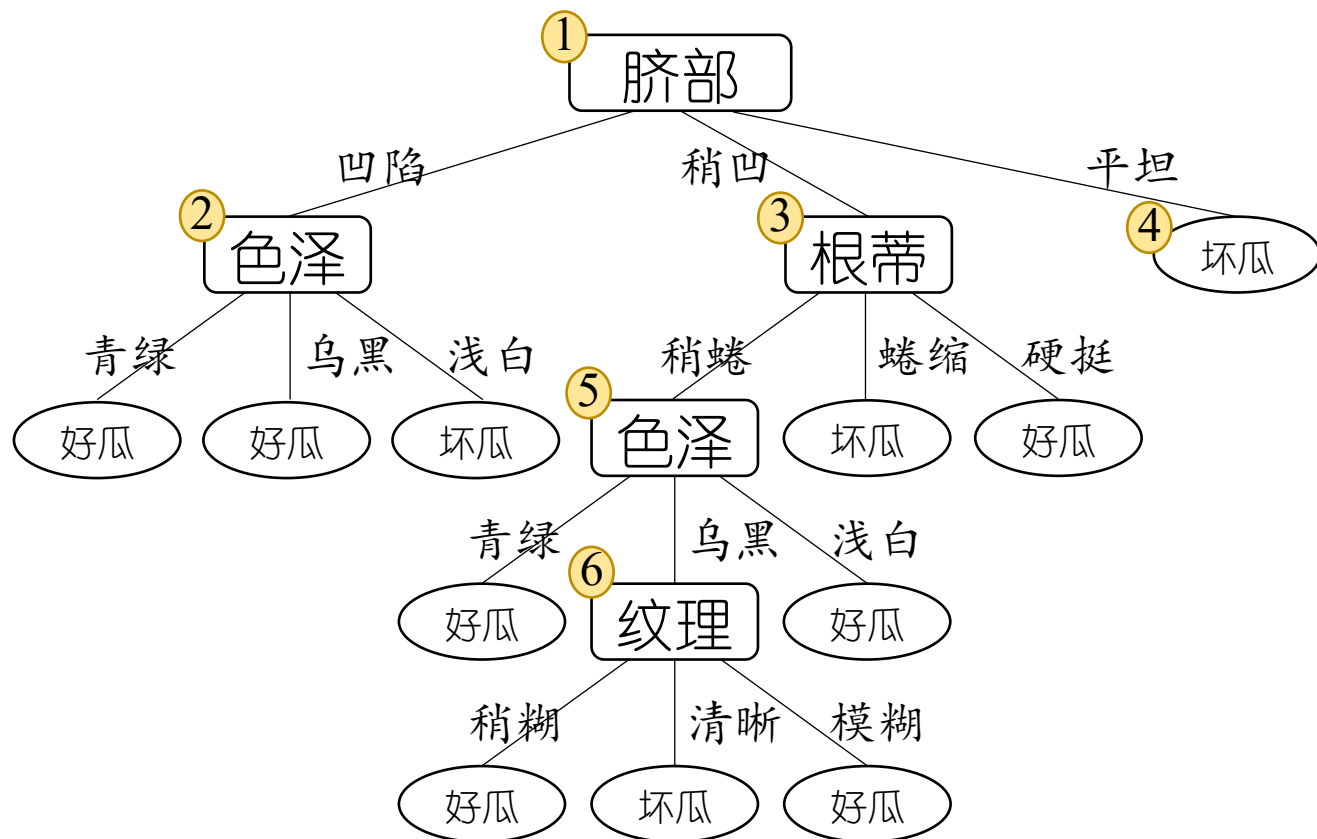 1
脐部
凹陷 稍凹 平坦
2 3 4
色泽 根蒂 坏瓜
青绿 乌黑 浅白 稍蜷 蜷缩 硬挺
5
好瓜 好瓜 坏瓜 色泽 坏瓜 好瓜
青绿 乌黑 浅白
6
好瓜 纹理 好瓜
稍糊 清晰 模糊
好瓜 坏瓜 好瓜